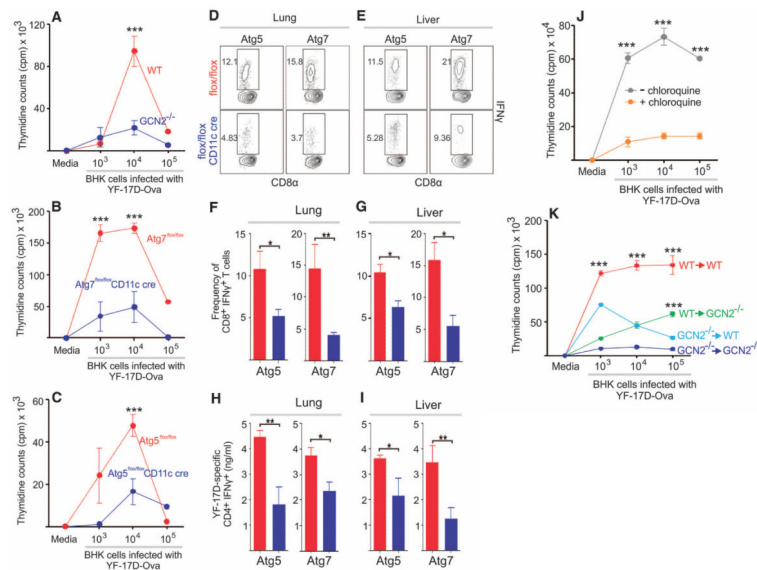 A
Thymidine counts (cpm) x 10³
120
80
40
WT
GCN2⁻/⁻
Media
10³ 10⁴ 10⁵
BHK cells infected with
YF-17D-Ova
B
Thymidine counts (cpm) x 10³
200
150
100
50
*** ***
Atg7flox/flox
Atg7flox/floxCD11c cre
Media
10³ 10⁴ 10⁵
BHK cells infected with
YF-17D-Ova
C
Thymidine counts (cpm) x 10³
60
40
20
0
***
Atg5flox/flox
Atg5flox/floxCD11c cre
Media
10³ 10⁴ 10⁵
BHK cells infected with
YF-17D-Ova
D
Lung
Atg5 Atg7
flox/flox
12.1 15.8
flox/flox
CD11c cre
4.83 3.7
CD8α
E
Liver
Atg5 Atg7
11.5 21
5.28 9.36
IFNγ
CD8α
F
Lung
Frequency of
CD8⁺ IFNγ⁺ T cells
15
10
5
*
Atg5
20
15
10
5
**
Atg7
G
Liver
15
10
5
*
Atg5
20
15
10
5
*
Atg7
H
Lung
YF-17D-specific
CD4⁺ IFNγ⁺ (ng/ml)
5
4
3
2
1
**
Atg5
5
4
3
2
1
*
Atg7
I
Liver
5
4
3
2
1
*
Atg5
5
4
3
2
1
**
Atg7
J
Thymidine counts (cpm) x 10⁴
80
60
40
20
0
*** *** ***
− chloroquine
+ chloroquine
Media
10³ 10⁴ 10⁵
BHK cells infected with
YF-17D-Ova
K
Thymidine counts (cpm) x 10³
200
150
100
50
0
*** *** ***
WT→WT
***
WT→GCN2⁻/⁻
GCN2⁻/⁻→WT
GCN2⁻/⁻→GCN2⁻/
Media
10³ 10⁴ 10⁵
BHK cells infected with
YF-17D-Ova